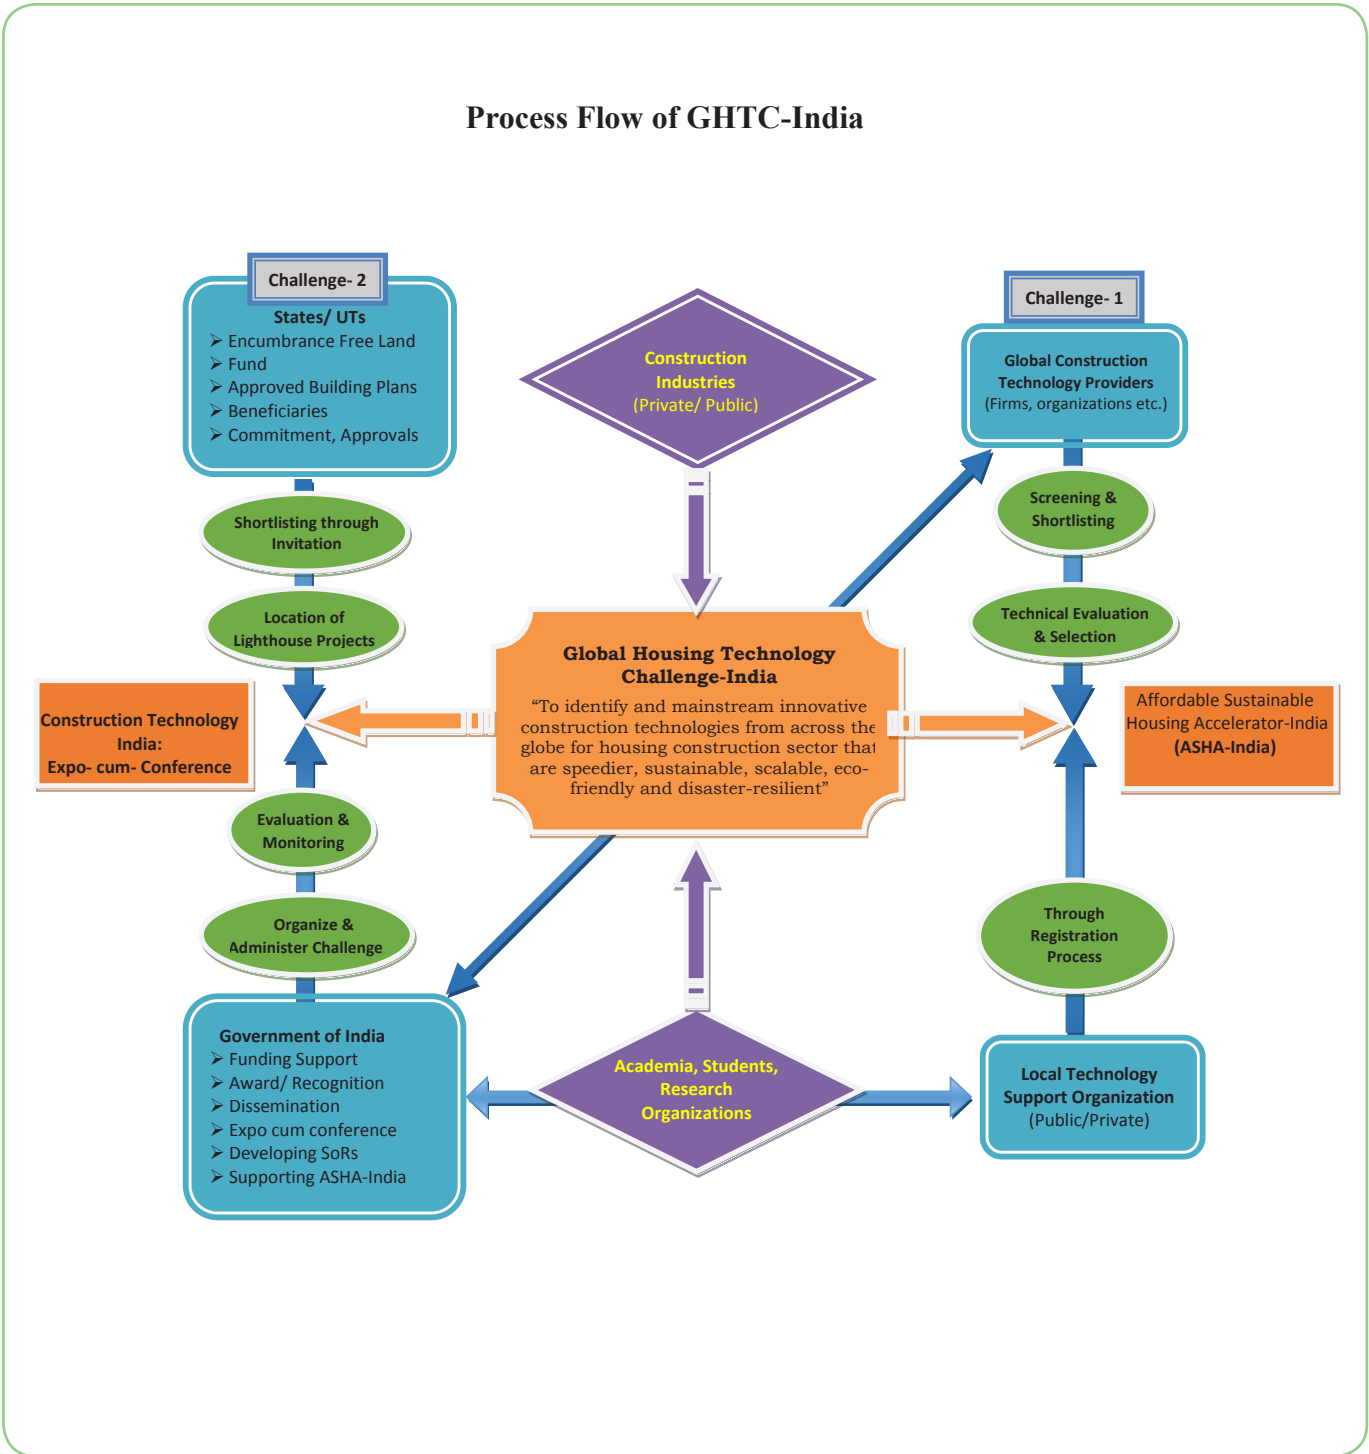 Process Flow of GHTC-India
Challenge- 2
States/ UTs
➢ Encumbrance Free Land
➢ Fund
➢ Approved Building Plans
➢ Beneficiaries
➢ Commitment, Approvals
Shortlisting through
Invitation
Location of
Lighthouse Projects
Construction Technology
India:
Expo- cum- Conference
Evaluation &
Monitoring
Organize &
Administer Challenge
Government of India
➢ Funding Support
➢ Award/ Recognition
➢ Dissemination
➢ Expo cum conference
➢ Developing SoRs
➢ Supporting ASHA-India
Construction
Industries
(Private/ Public)
Global Housing Technology
Challenge-India
“To identify and mainstream innovative
construction technologies from across the
globe for housing construction sector that
are speedier, sustainable, scalable, eco-
friendly and disaster-resilient”
Academia, Students,
Research
Organizations
Challenge- 1
Global Construction
Technology Providers
(Firms, organizations etc.)
Screening &
Shortlisting
Technical Evaluation
& Selection
Affordable Sustainable
Housing Accelerator-India
(ASHA-India)
Through
Registration
Process
Local Technology
Support Organization
(Public/Private)